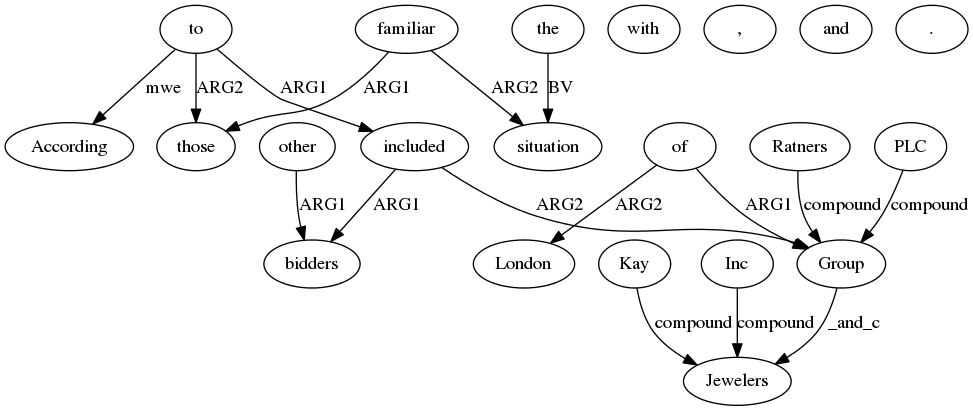 to familiar the with , and .
mwe ARG2 ARG1 ARG1 ARG2 BV
According those other included situation of Ratners PLC
ARG1 ARG1 ARG2 ARG2 ARG1 compound compound
bidders London Kay Inc Group
compound compound _and_c
Jewelers